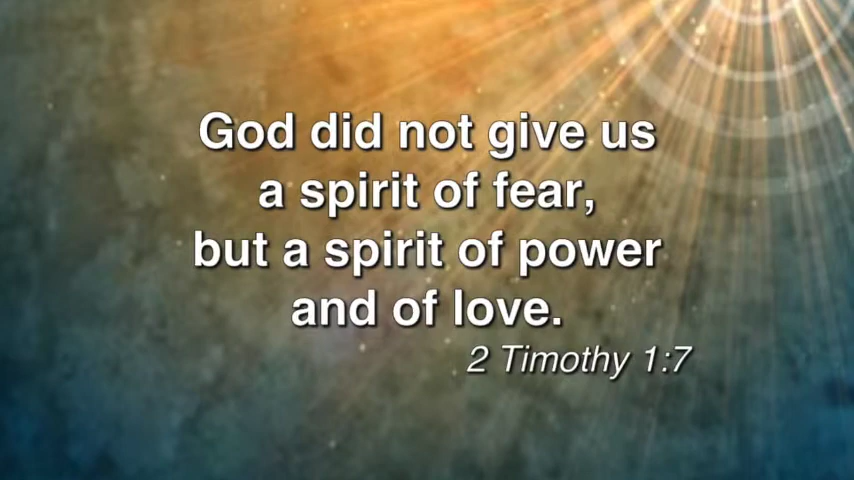 God did not give us
a spirit of fear,
but a spirit of power
and of love.
2 Timothy 1:7